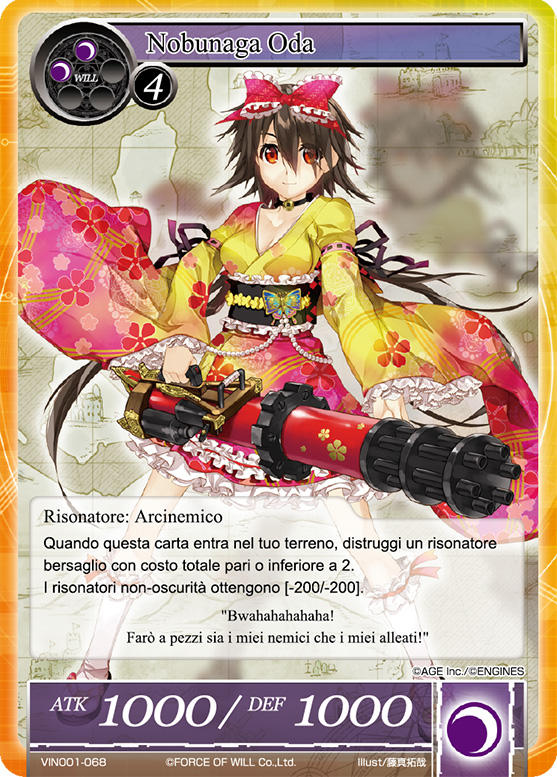 Nobunaga Oda
WILL
4
Risonatore: Arcinemico
Quando questa carta entra nel tuo terreno, distruggi un risonatore
bersaglio con costo totale pari o inferiore a 2.
I risonatori non-oscurità ottengono [-200/-200].
"Bwahahahahaha!
Farò a pezzi sia i miei nemici che i miei alleati!"
©AGE Inc./©ENGINES
ATK 1000 / DEF 1000
VIN001-068 ©FORCE OF WILL Co.,Ltd. Illust/藤真拓哉